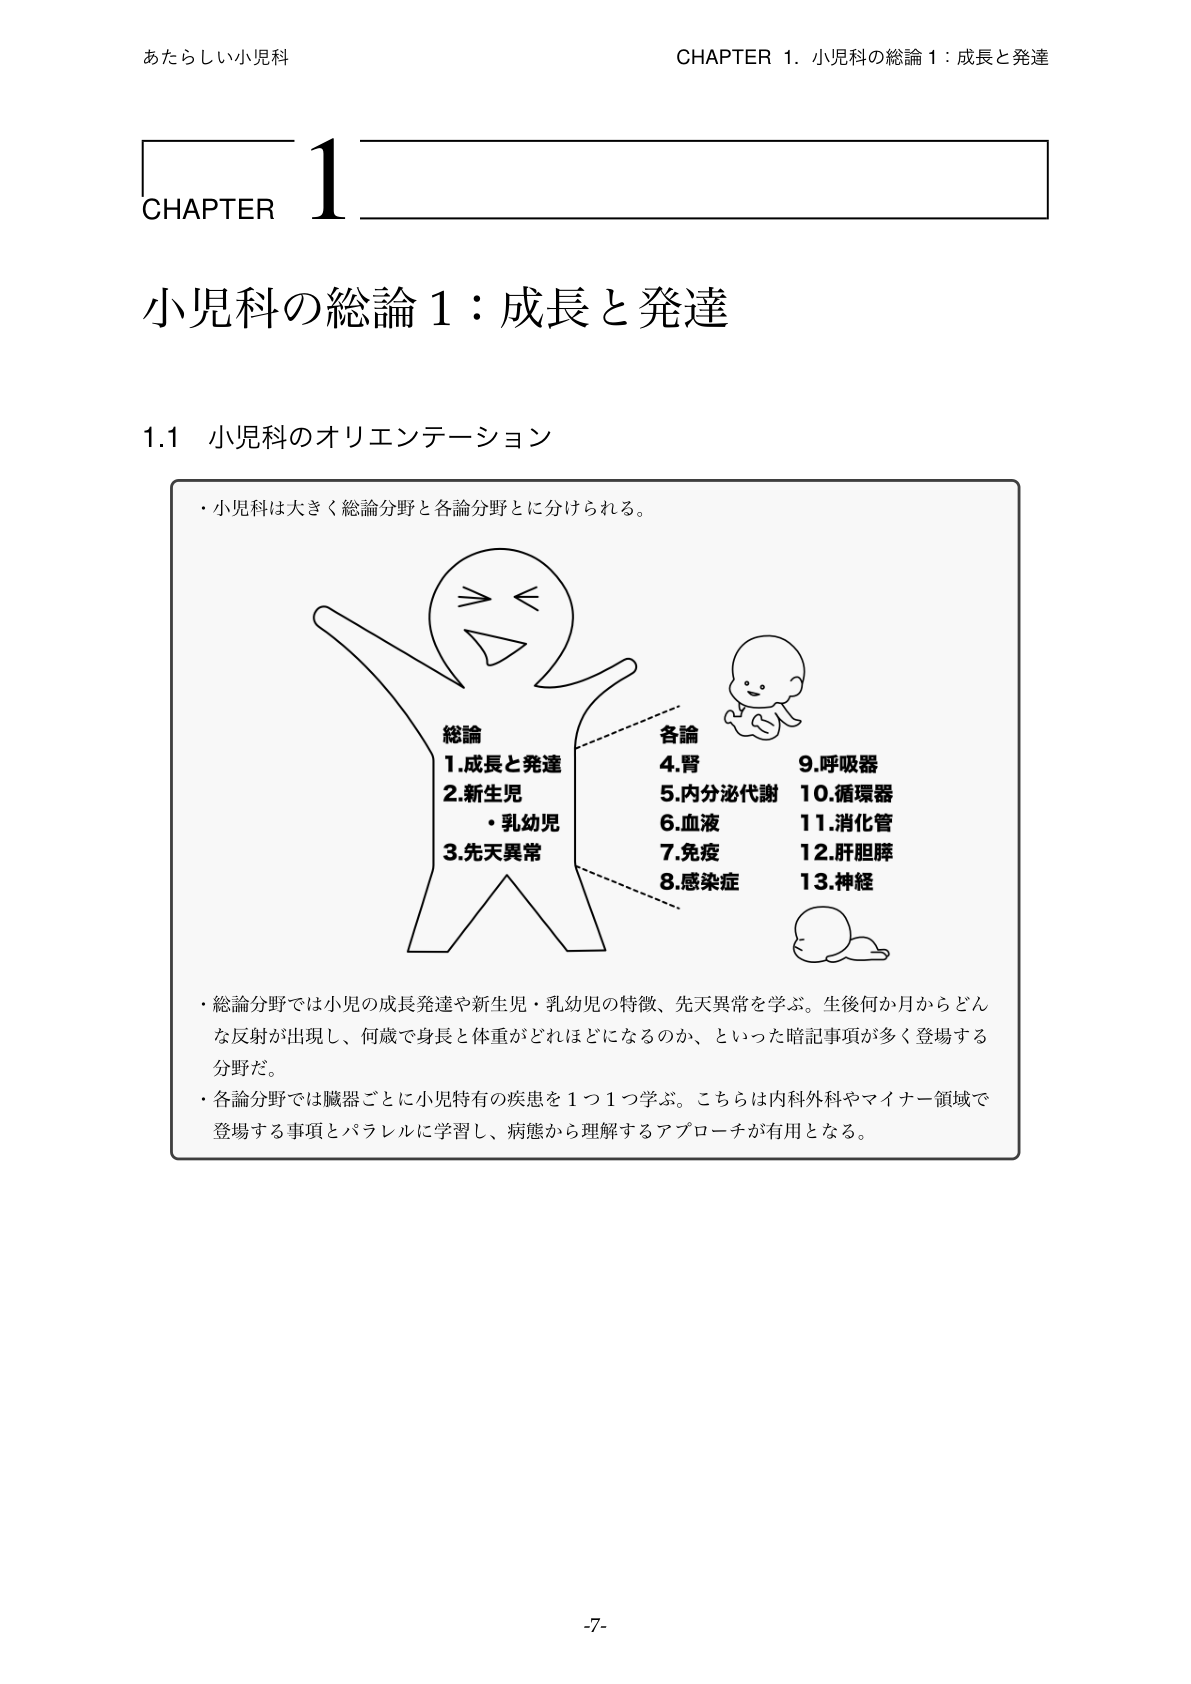 あたらしい小児科
CHAPTER 1. 小児科の総論1：成長と発達
CHAPTER 1
小児科の総論1：成長と発達
1.1 小児科のオリエンテーション
・小児科は大きく総論分野と各論分野とに分けられる。
総論
1.成長と発達
2.新生児
・乳幼児
3.先天異常
各論
4.腎
5.内分泌代謝
6.血液
7.免疫
8.感染症
9.呼吸器
10.循環器
11.消化管
12.肝胆膵
13.神経
・総論分野では小児の成長発達や新生児・乳幼児の特徴、先天異常を学ぶ。生後何か月からどん
な反射が出現し、何歳で身長と体重がどれほどになるのか、といった暗記事項が多く登場する
分野だ。
・各論分野では臓器ごとに小児特有の疾患を1つ1つ学ぶ。こちらは内科外科やマイナー領域で
登場する事項とパラレルに学習し、病態から理解するアプローチが有用となる。
-7-